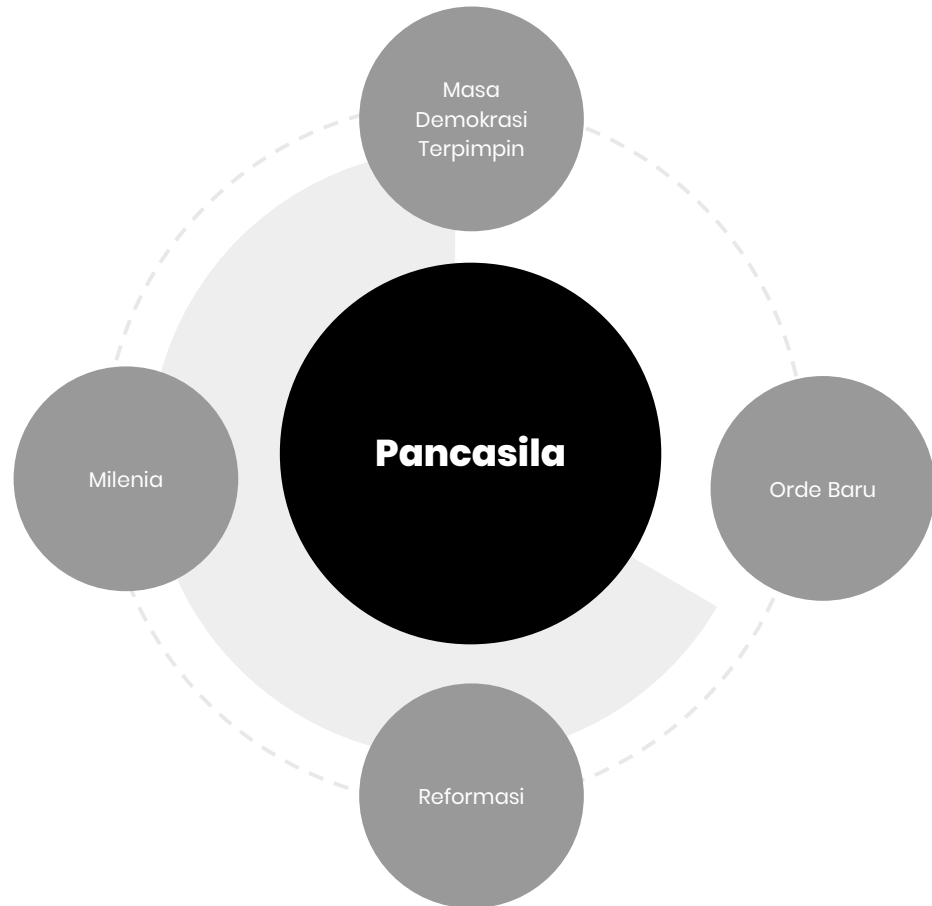 Masa
Demokrasi
Terpimpin
Pancasila
Milenia
Orde Baru
Reformasi